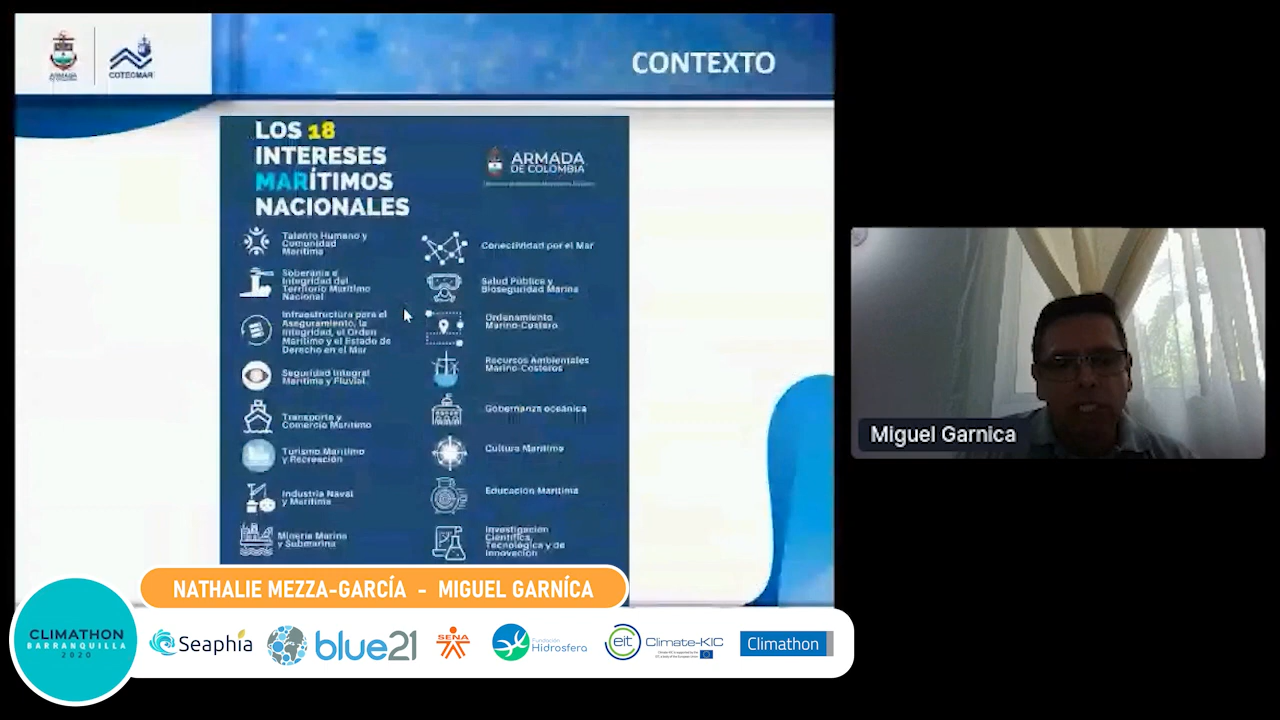 ARMADA
DE COLOMBIA
COTECMAR
CONTEXTO
LOS 18
INTERESES
MARÍTIMOS
NACIONALES
ARMADA
DE COLOMBIA
Talento Humano y
Comunidad
Marítima
Soberanía e
Integridad del
Territorio Marítimo
Nacional
Infraestructura para el
Aseguramiento, la
Integridad, el Orden
Marítimo y el Estado de
Derecho en el Mar
Seguridad Integral
Marítima y Fluvial
Transporte y
Comercio Marítimo
Turismo Marítimo
y Recreación
Industria Naval
y Marítima
Minería Marina
y Submarina
Conectividad por el Mar
Salud Pública y
Bioseguridad Marina
Ordenamiento
Marino-Costero
Recursos Ambientales
Marino-Costeros
Gobernanza oceánica
Cultura Marítima
Educación Marítima
Investigación
Científica,
Tecnológica y de
Innovación
Miguel Garnica
NATHALIE MEZZA-GARCÍA - MIGUEL GARNÍCA
CLIMATHON
BARRANQUILLA
2020
Seaphia
blue21
SENA
Fundación
Hidrosfera
eit
Climate-KIC
Climathon